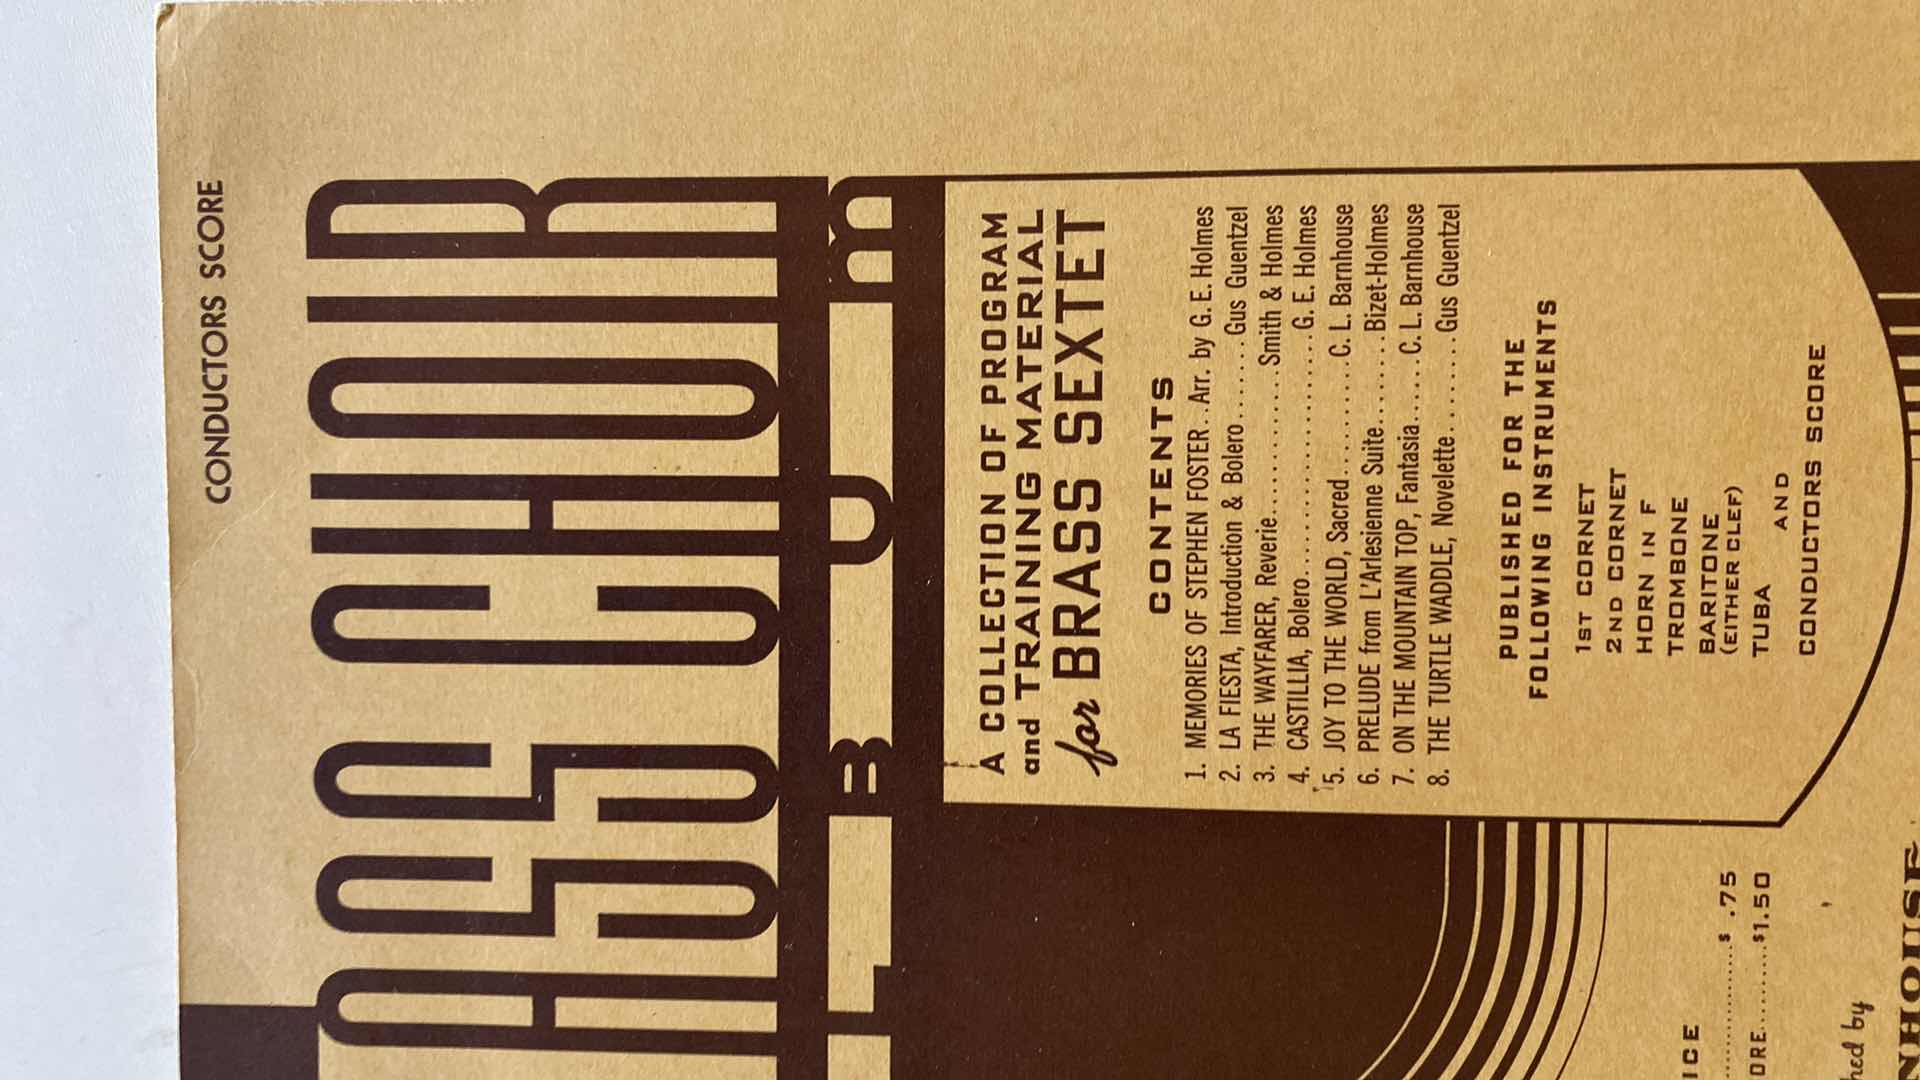 CONDUCTORS SCORE
ASS CHOIR
LBUM
A COLLECTION OF PROGRAM
and TRAINING MATERIAL
for BRASS SEXTET
CONTENTS
1. MEMORIES OF STEPHEN FOSTER..Arr. by G. E. Holmes
2. LA FIESTA, Introduction & Bolero.......Gus Guentzel
3. THE WAYFARER, Reverie..............Smith & Holmes
4. CASTILLIA, Bolero........................G. E. Holmes
5. JOY TO THE WORLD, Sacred..........C. L. Barnhouse
6. PRELUDE from L'Arlesienne Suite.......Bizet-Holmes
7. ON THE MOUNTAIN TOP, Fantasia.....C. L. Barnhouse
8. THE TURTLE WADDLE, Novelette.........Gus Guentzel
PUBLISHED FOR THE
FOLLOWING INSTRUMENTS
1ST CORNET
2ND CORNET
HORN IN F
TROMBONE
BARITONE
(EITHER CLEF)
TUBA
AND
CONDUCTORS SCORE
ICE
$ .75
ORE.........$1.50
hed by
NHOUSE